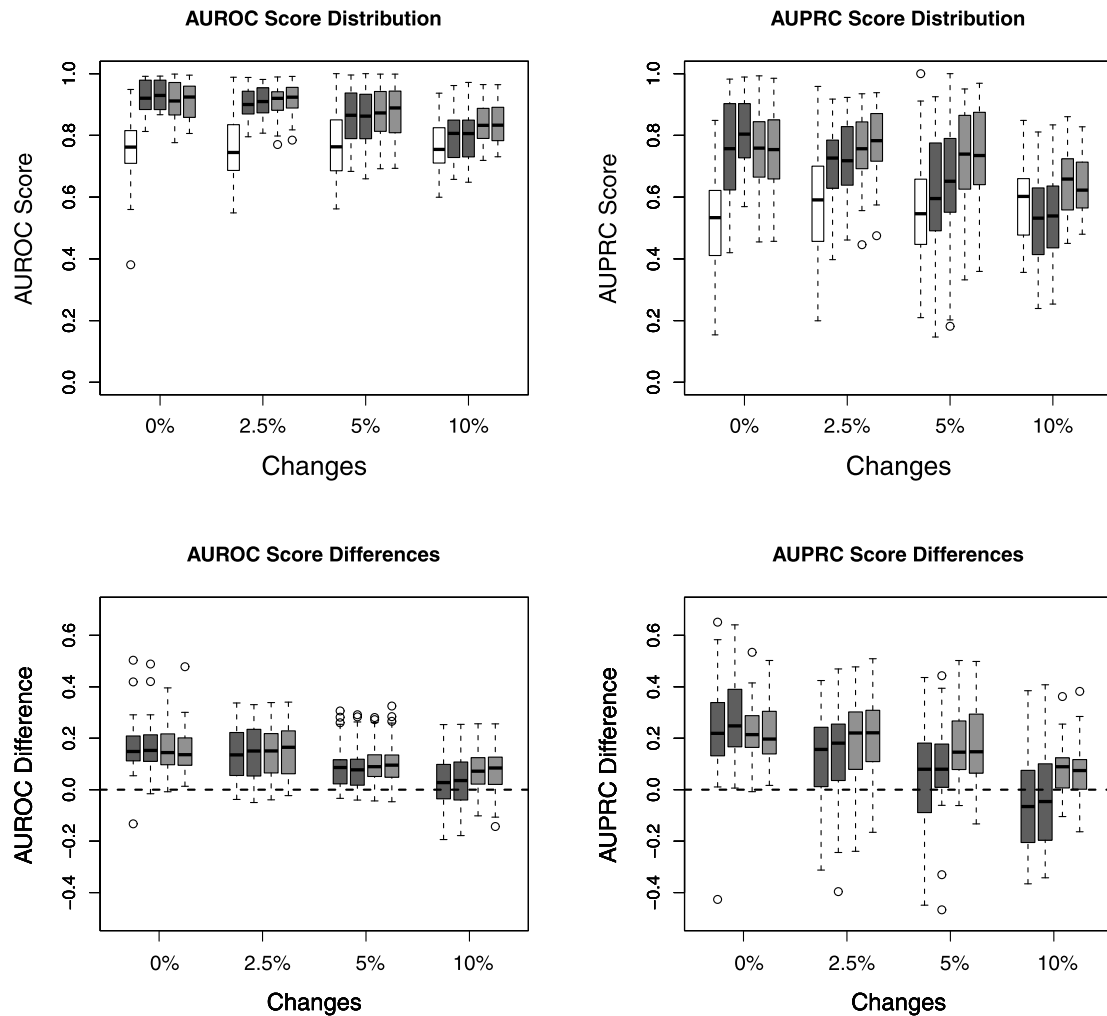 AUROC Score Distribution
AUROC Score
1.0
0.8
0.6
0.4
0.2
0.0
0% 2.5% 5% 10%
Changes
AUPRC Score Distribution
AUPRC Score
1.0
0.8
0.6
0.4
0.2
0.0
0% 2.5% 5% 10%
Changes
AUROC Score Differences
AUROC Difference
0.6
0.4
0.2
0.0
−0.2
−0.4
0% 2.5% 5% 10%
Changes
AUPRC Score Differences
AUPRC Difference
0.6
0.4
0.2
0.0
−0.2
−0.4
0% 2.5% 5% 10%
Changes